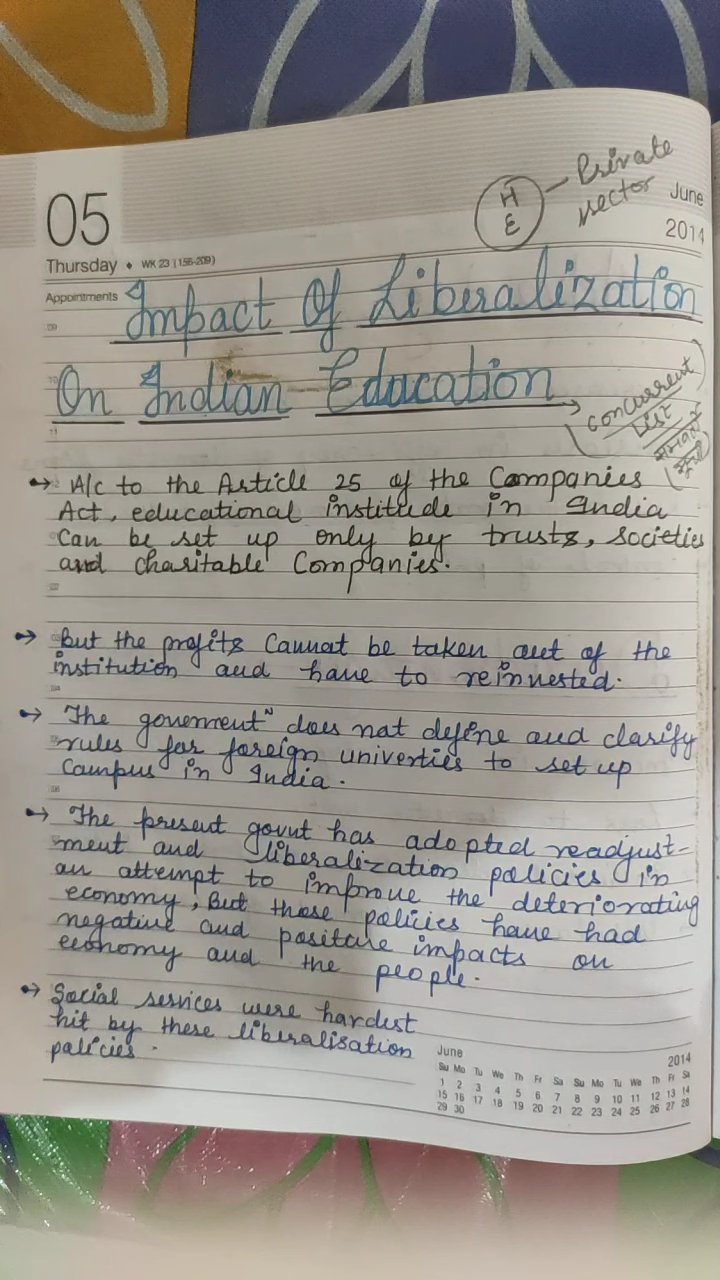 H
E
Private
sector
05
June
2014
Thursday • WK 23 (156-209)
Appointments
Impact Of Liberalization
On Indian Education
concurrent
List
समवर्ती
सूची
A/c to the Article 25 of the Companies
Act, educational institude in India
Can be set up only by trusts, societies
and charitable Companies.
But the profits Cannot be taken out of the
institution and have to reinvested.
The government does not define and clarify
rules for foreign univerties to set up
Campus in India.
The present govnt has adopted readjust-
ment and liberalization policies in
an attempt to improve the deteriorating
economy, But these policies have had
negative and positive impacts on
economy and the people.
Social services were hardest
hit by these liberalisation
policies.
June 2014
Su Mo Tu We Th Fr Sa Su Mo Tu We Th Fr Sa
1 2 3 4 5 6 7 8 9 10 11 12 13 14
15 16 17 18 19 20 21 22 23 24 25 26 27 28
29 30